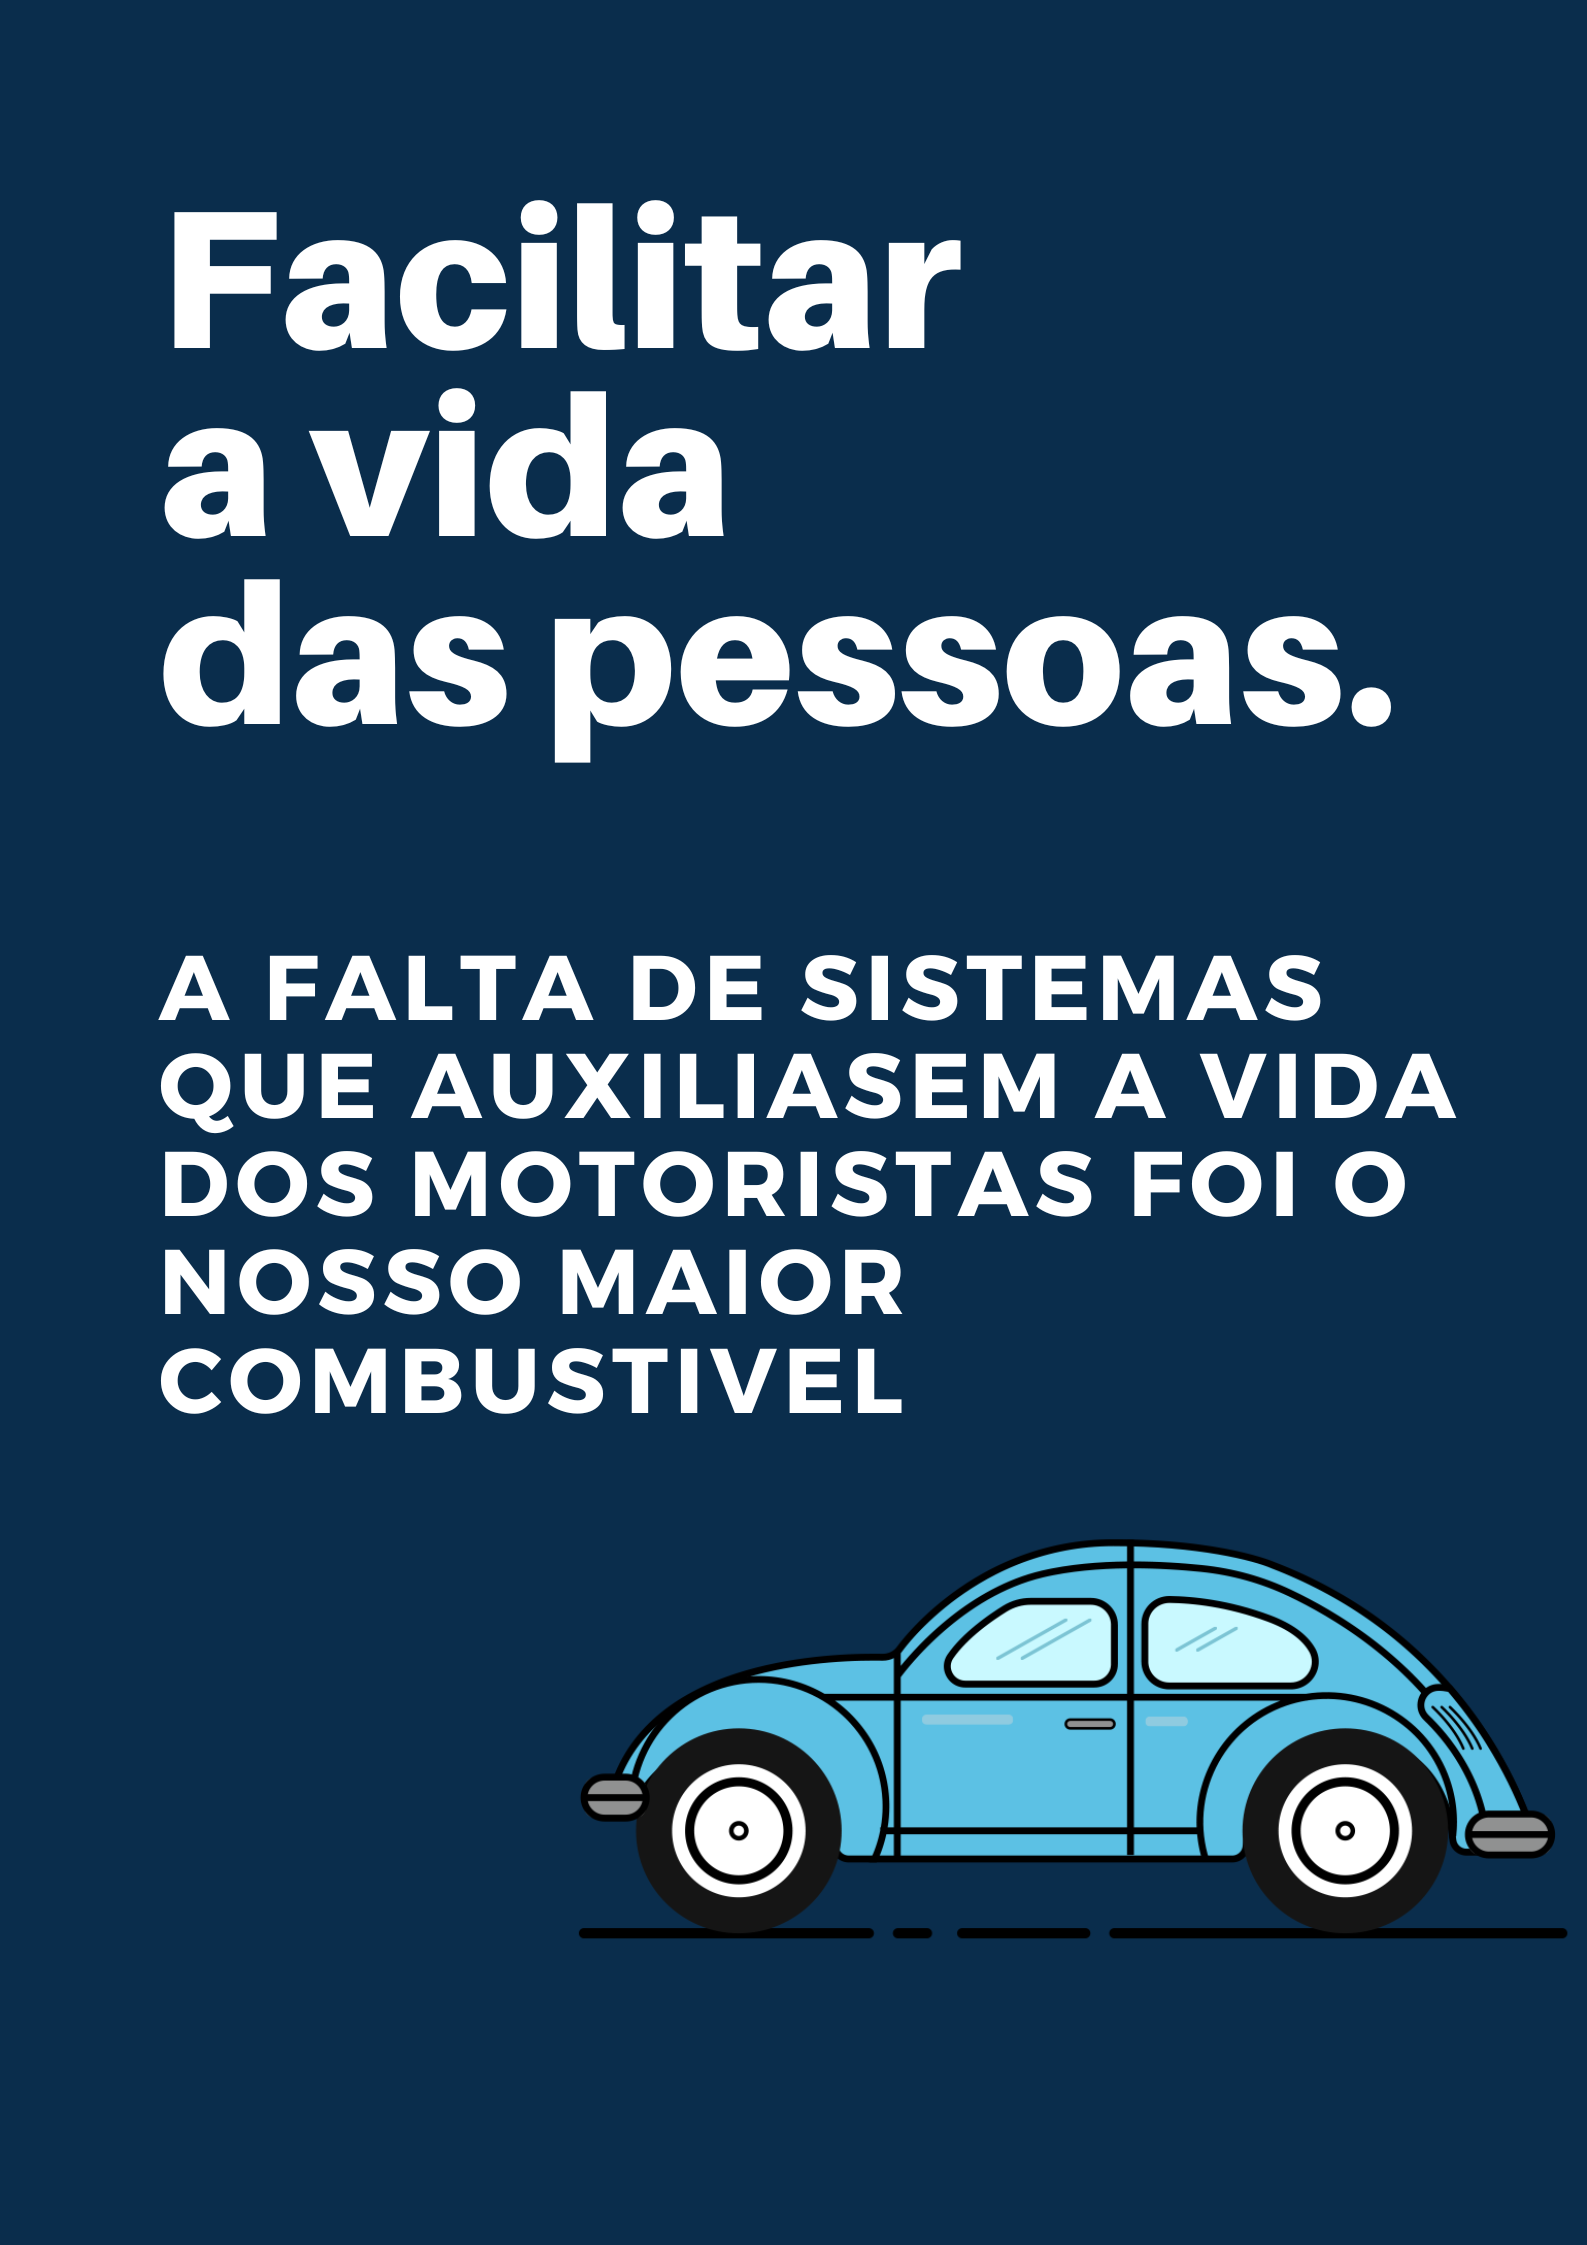 Facilitar
a vida
das pessoas.
A FALTA DE SISTEMAS
QUE AUXILIASEM A VIDA
DOS MOTORISTAS FOI O
NOSSO MAIOR
COMBUSTIVEL